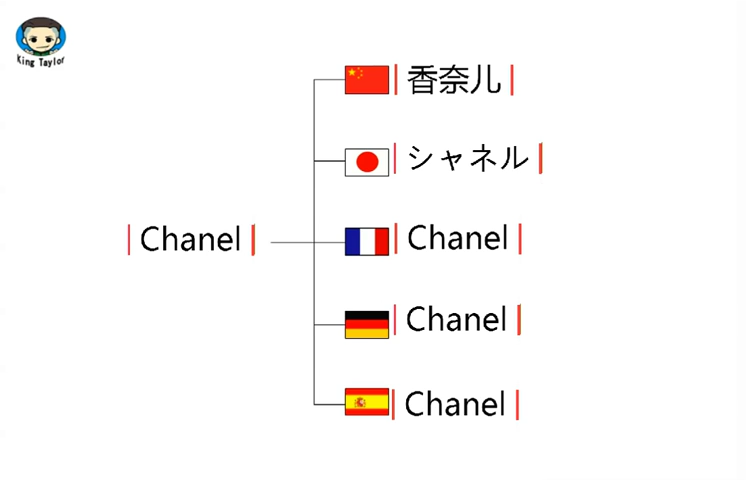 King Taylor
香奈儿
シャネル
Chanel
Chanel
Chanel
Chanel